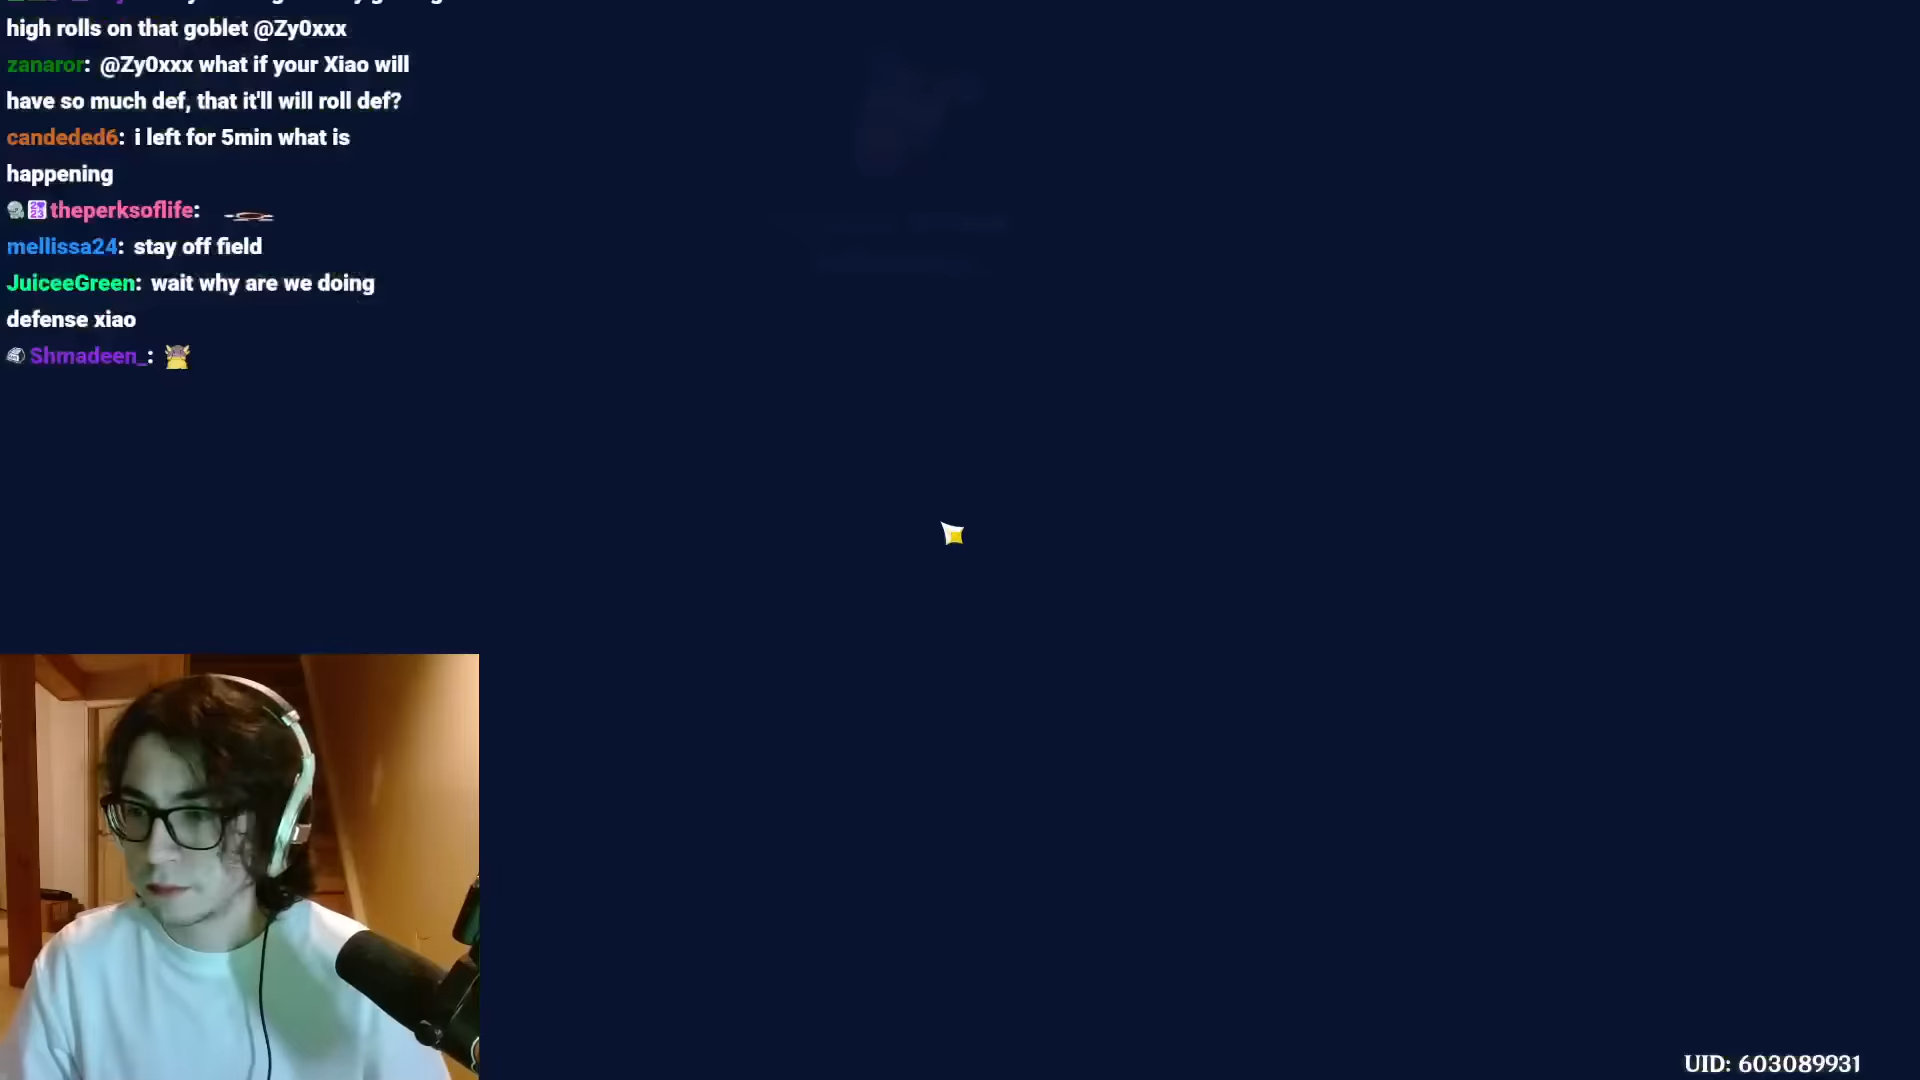 high rolls on that goblet @Zy0xxx
zanaror: @Zy0xxx what if your Xiao will
have so much def, that it'll will roll def?
candeded6: i left for 5min what is
happening
theperksoflife:
mellissa24: stay off field
JuiceeGreen: wait why are we doing
defense xiao
Shmadeen_:
UID: 603089931